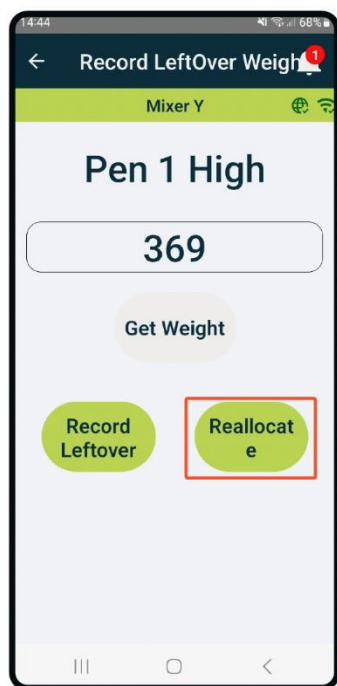 14:44 68%
Record LeftOver Weigh 1
Mixer Y
Pen 1 High
369
Get Weight
Record Reallocat
Leftover e